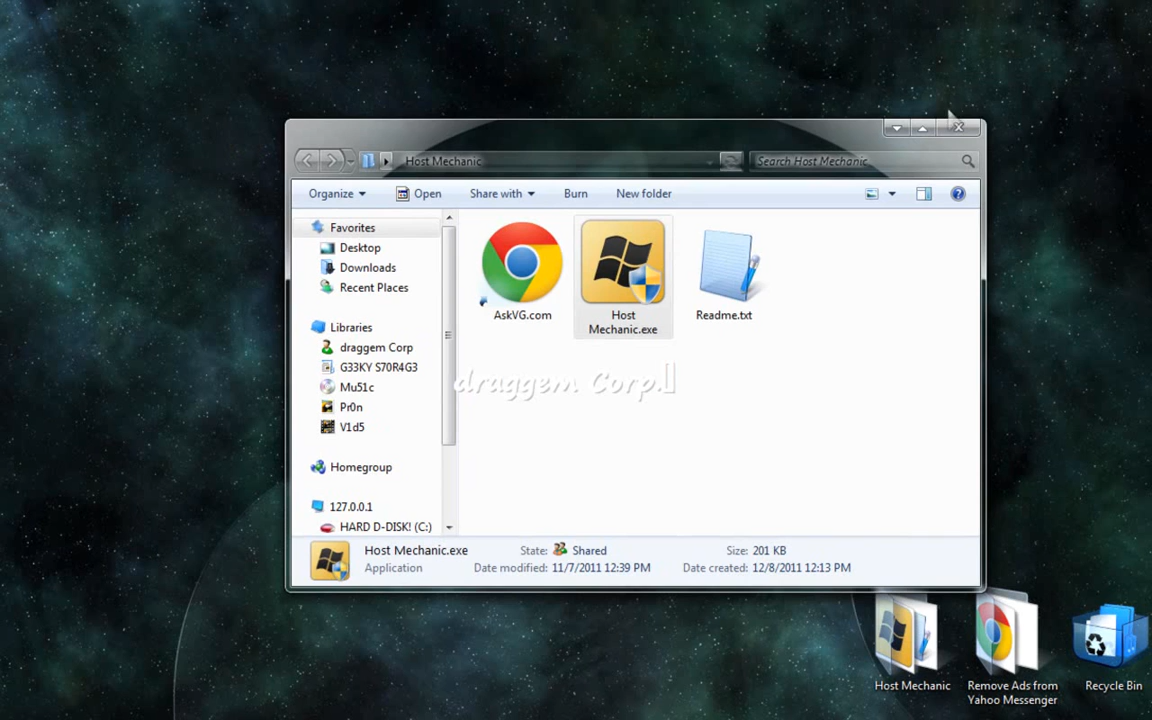 Host Mechanic
Search Host Mechanic
Organize Open Share with Burn New folder
Favorites
Desktop
Downloads
Recent Places
Libraries
draggem Corp
G33KY S70R4G3
Mu51c
Pr0n
V1d5
Homegroup
127.0.0.1
HARD D-DISK! (C:)
AskVG.com
Host
Mechanic.exe
Readme.txt
draggem Corp.
Host Mechanic.exe State: Shared Size: 201 KB
Application Date modified: 11/7/2011 12:39 PM Date created: 12/8/2011 12:13 PM
Host Mechanic
Remove Ads from
Yahoo Messenger
Recycle Bin